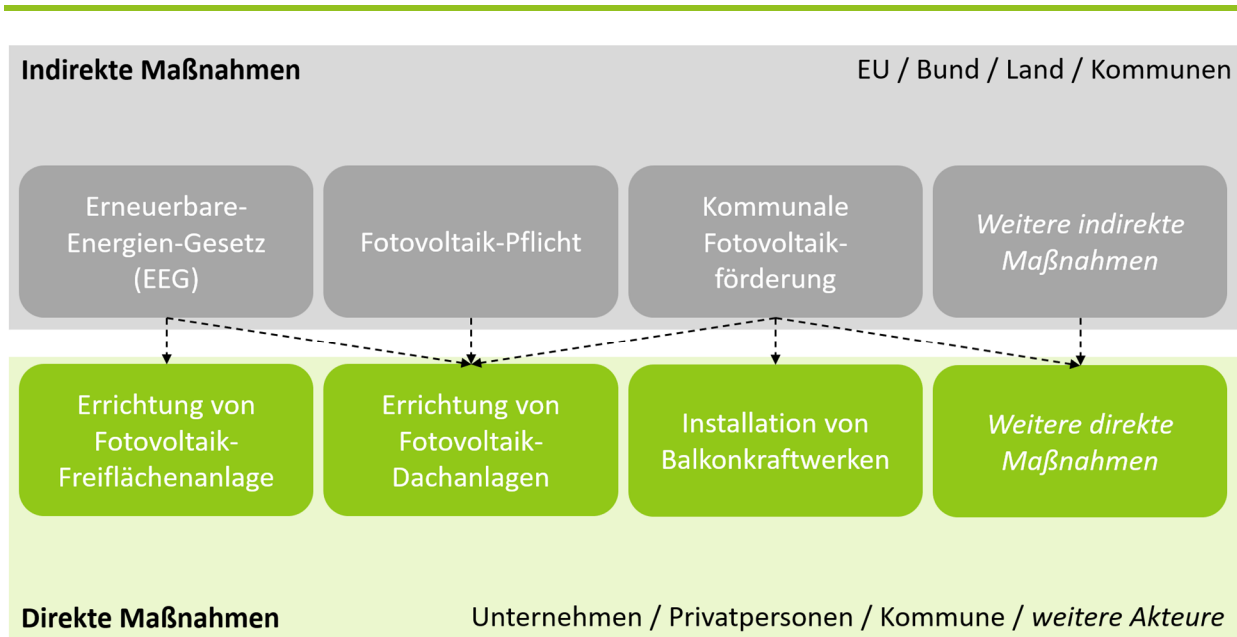 Indirekte Maßnahmen
EU / Bund / Land / Kommunen
Erneuerbare-
Energien-Gesetz
(EEG)
Fotovoltaik-Pflicht
Kommunale
Fotovoltaik-
förderung
Weitere indirekte
Maßnahmen
Errichtung von
Fotovoltaik-
Freiflächenanlage
Errichtung von
Fotovoltaik-
Dachanlagen
Installation von
Balkonkraftwerken
Weitere direkte
Maßnahmen
Direkte Maßnahmen
Unternehmen / Privatpersonen / Kommune / weitere Akteure